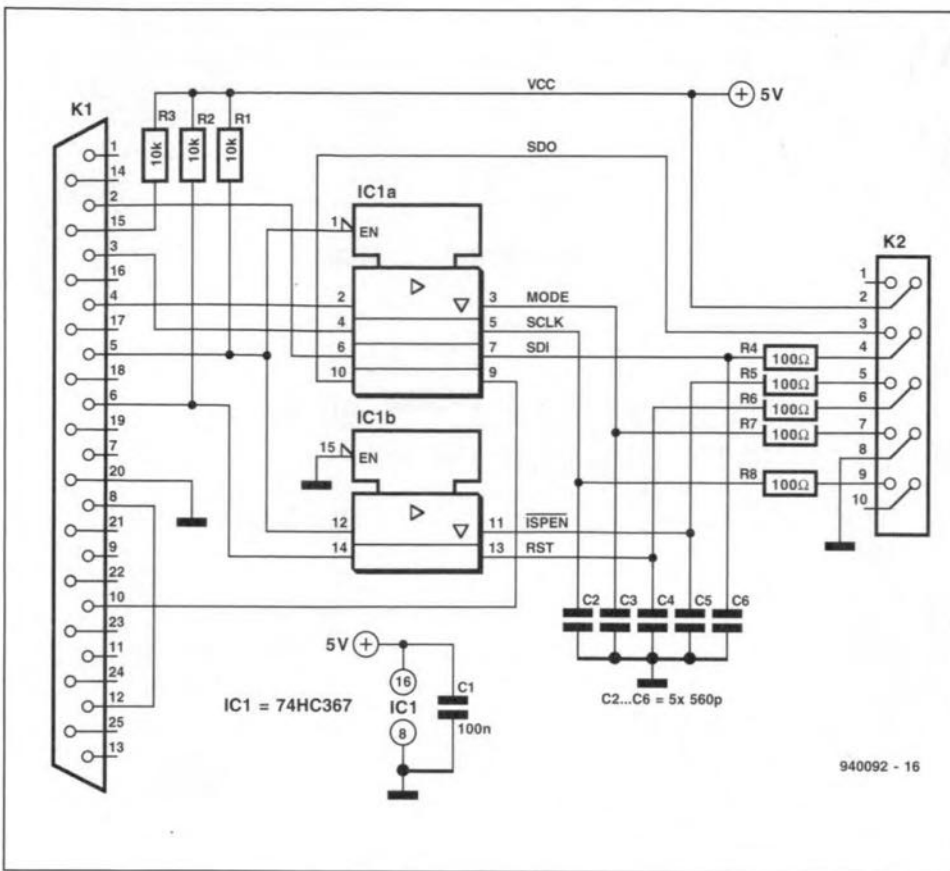 VCC
5V
K1
R3
R2
R1
10k
10k
10k
SDO
IC1a
1
EN
K2
1
14
2
15
3
16
4
17
5
18
6
19
7
20
8
21
9
22
10
23
11
24
12
25
13
2
3
MODE
4
5
SCLK
6
7
SDI
10
9
IC1b
15
EN
12
11
ISPEN
14
13
RST
R4
100Ω
R5
100Ω
R6
100Ω
R7
100Ω
R8
100Ω
1
2
3
4
5
6
7
8
9
10
C2
C3
C4
C5
C6
C2...C6 = 5x 560p
5V
16
IC1
8
C1
100n
IC1 = 74HC367
940092 - 16